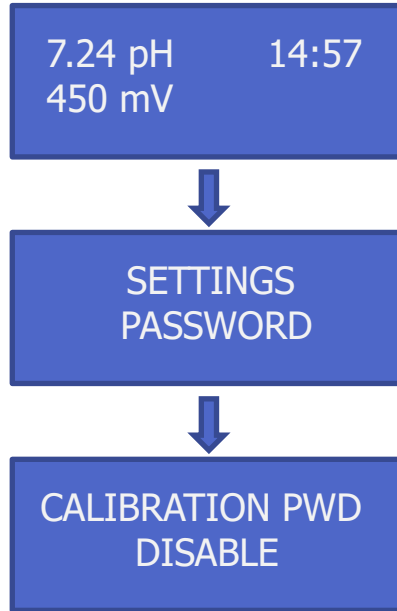 7.24 pH 14:57
450 mV
SETTINGS
PASSWORD
CALIBRATION PWD
DISABLE